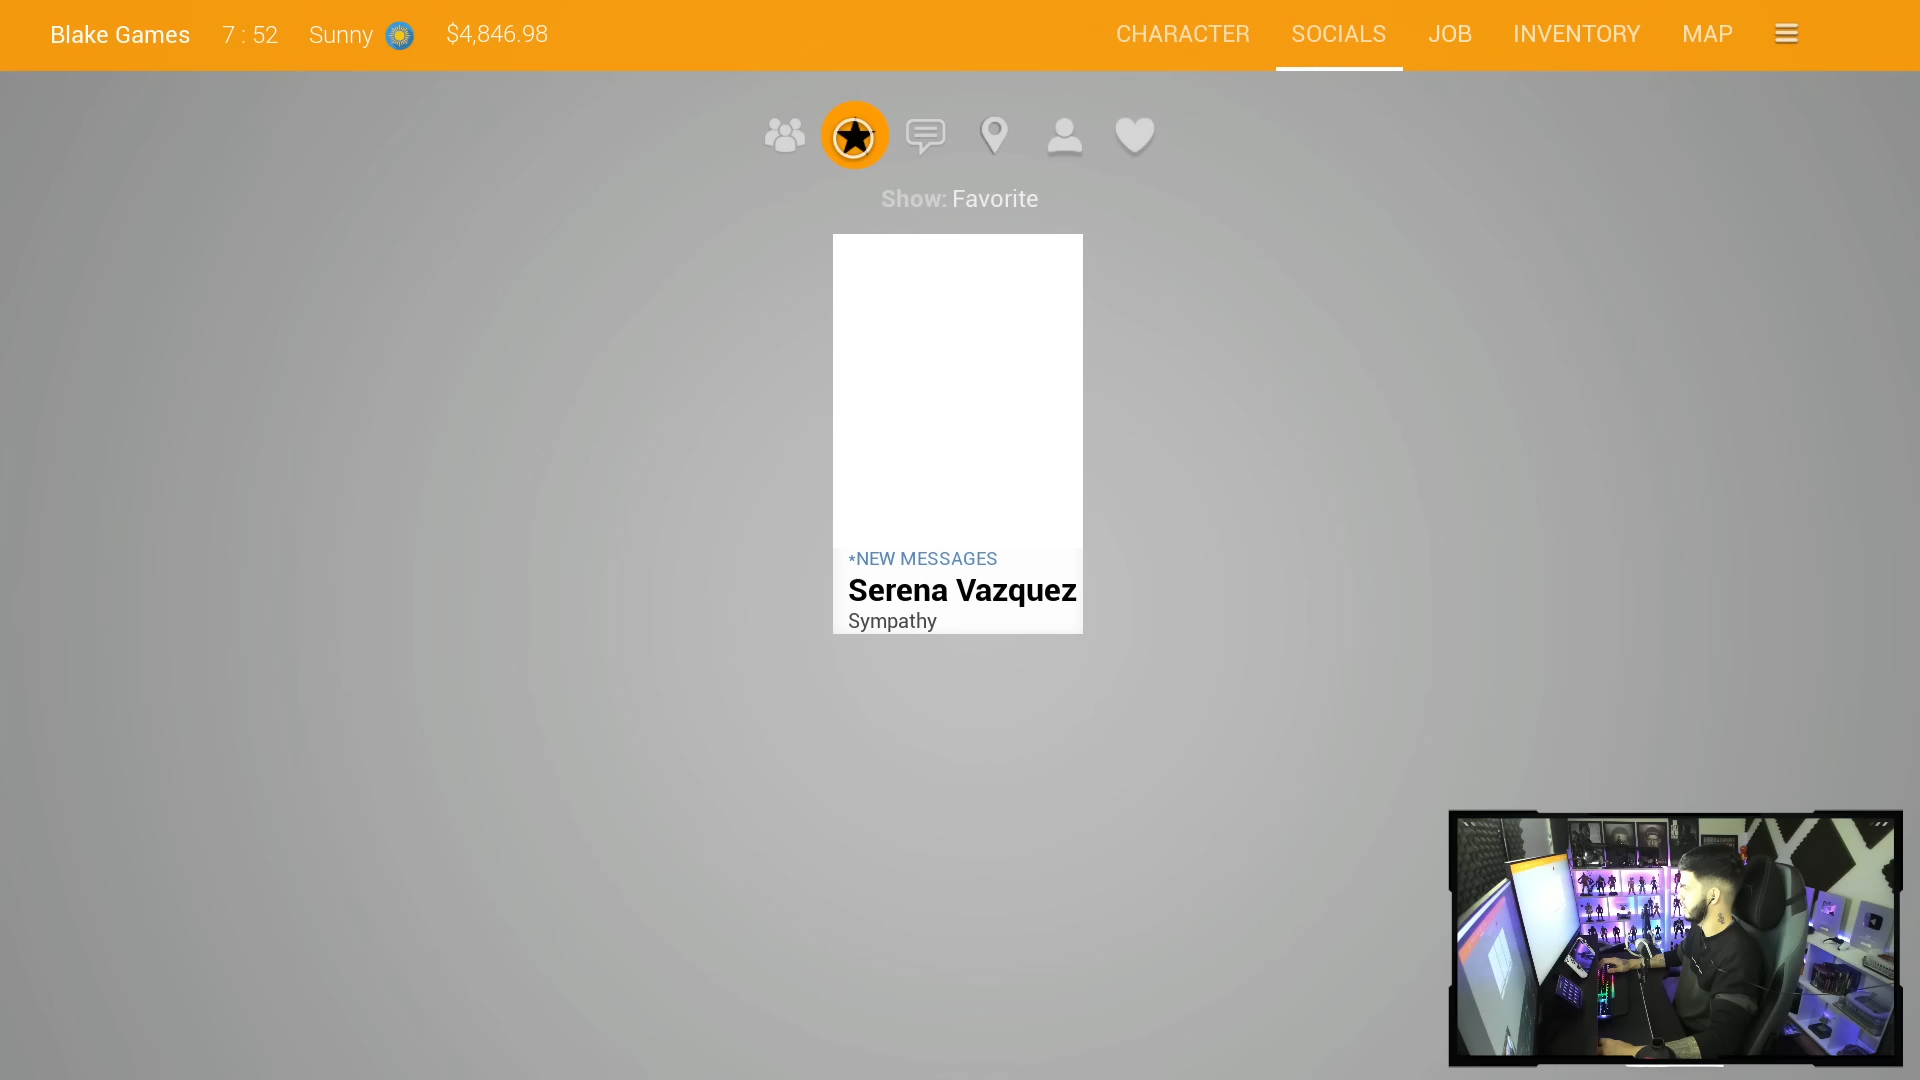 Blake Games 7 : 52 Sunny $4,846.98 CHARACTER SOCIALS JOB INVENTORY MAP
Show: Favorite
*NEW MESSAGES
Serena Vazquez
Sympathy